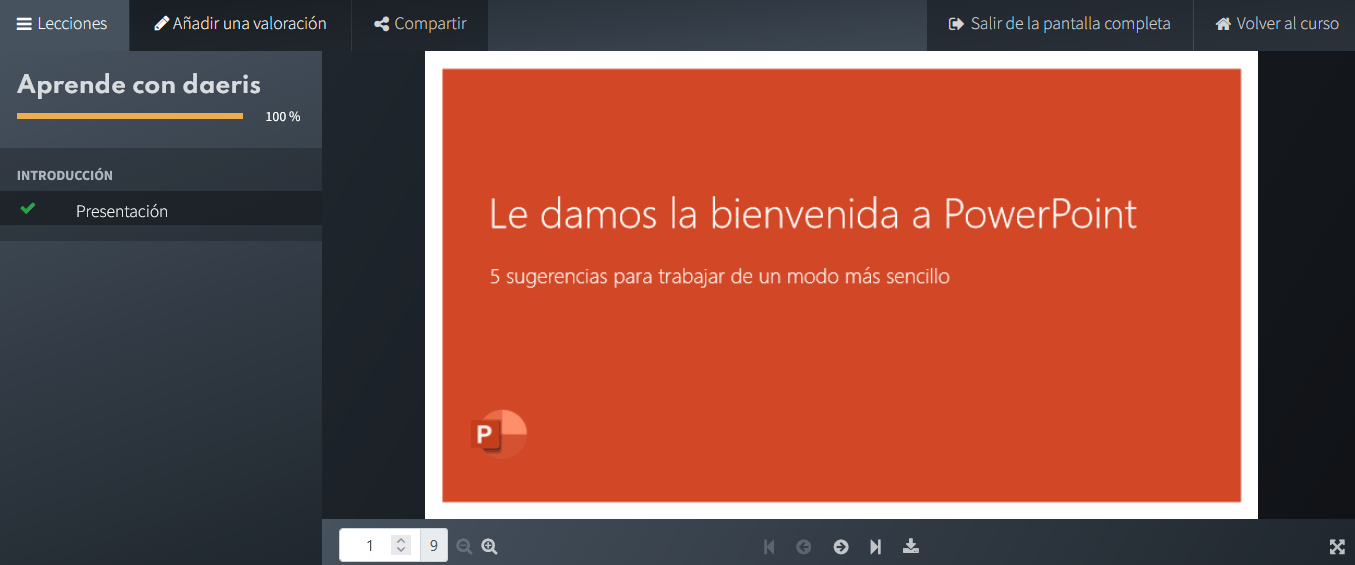 Lecciones
Añadir una valoración
Compartir
Salir de la pantalla completa
Volver al curso
Aprende con daeris
100 %
INTRODUCCIÓN
Presentación
Le damos la bienvenida a PowerPoint
5 sugerencias para trabajar de un modo más sencillo
P
1
9